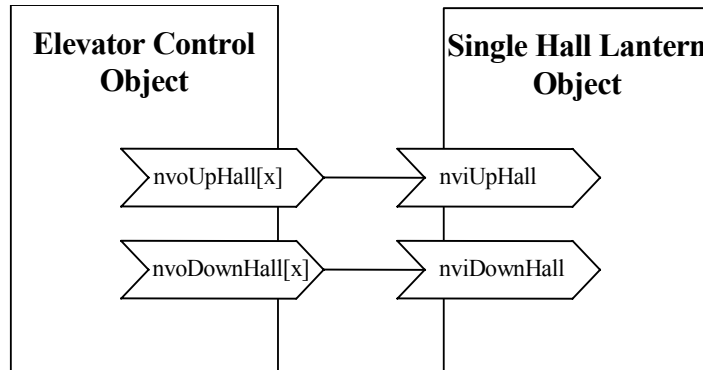 Elevator Control
Object
Single Hall Lantern
Object
nvoUpHall[x]
nviUpHall
nvoDownHall[x]
nviDownHall